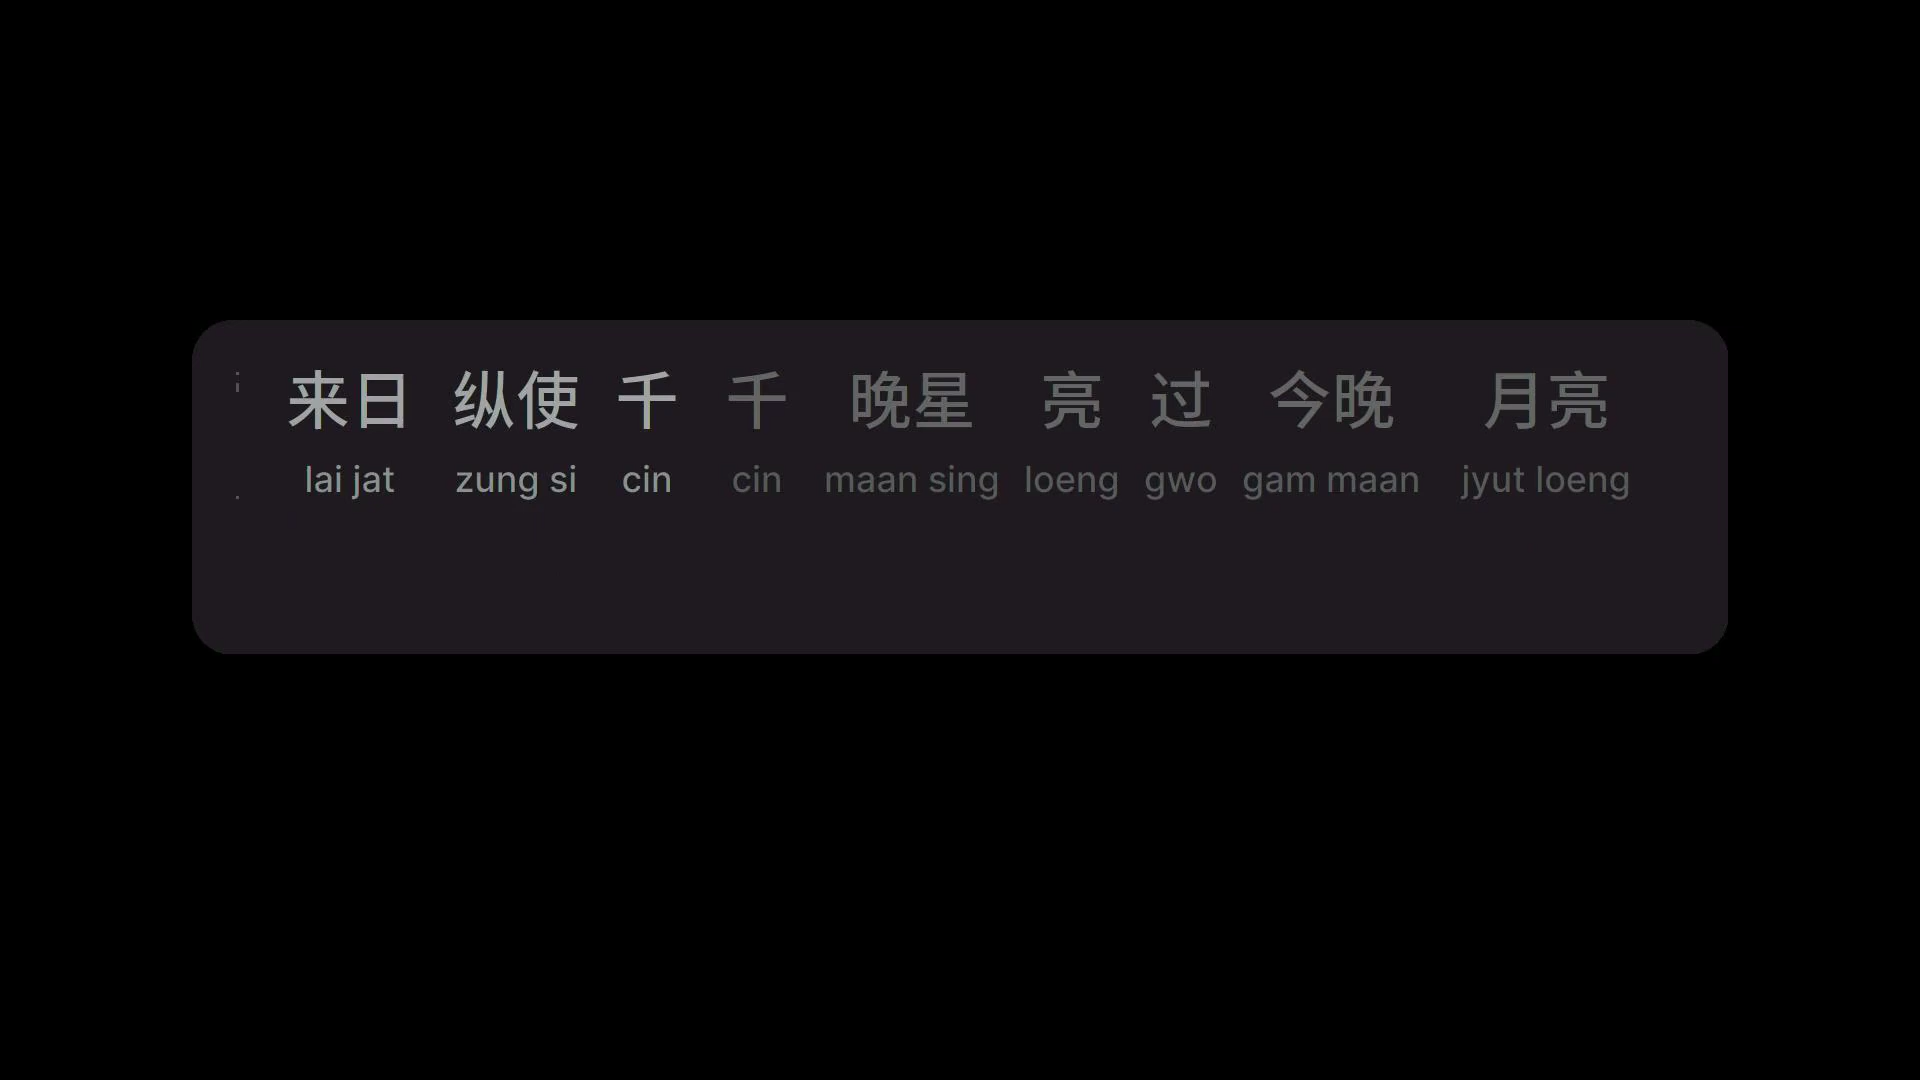 来日 纵使 千 千 晚星 亮 过 今晚 月亮
lai jat zung si cin cin maan sing loeng gwo gam maan jyut loeng